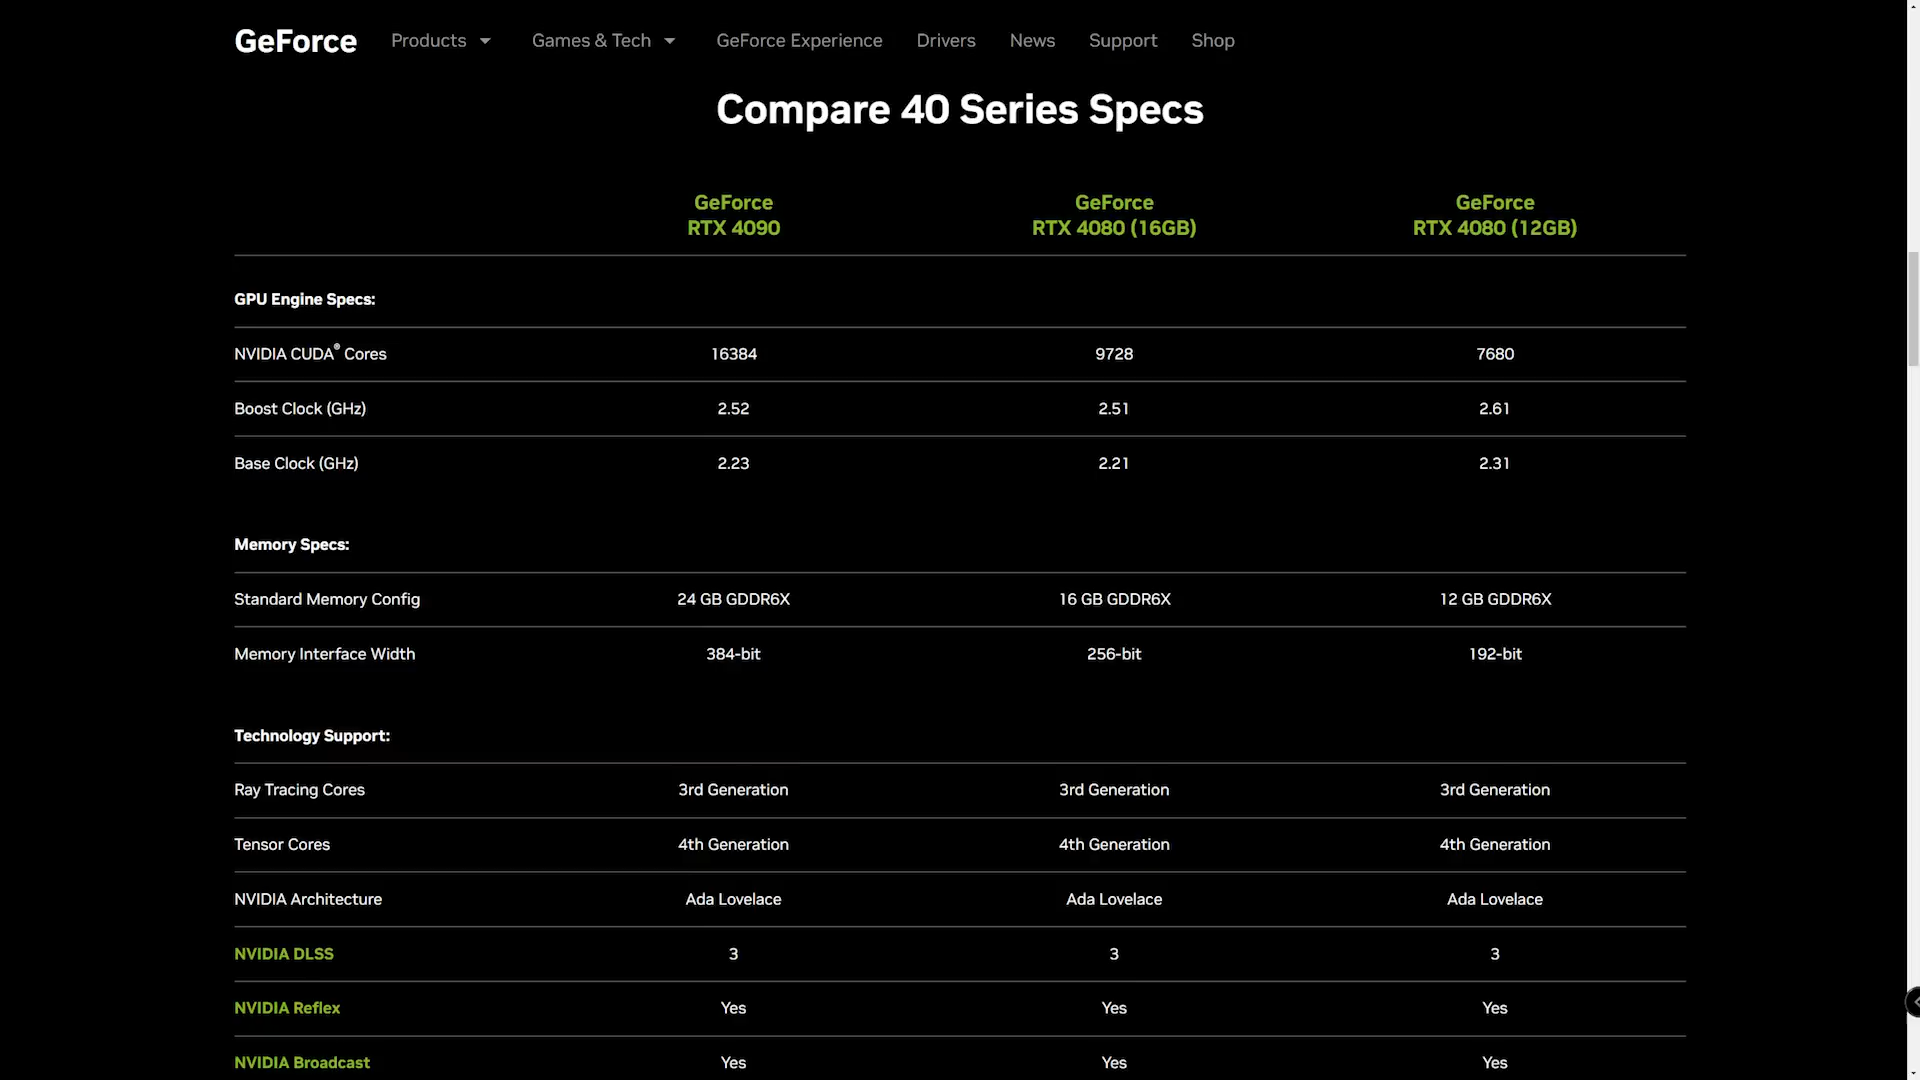 GeForce Products Games & Tech GeForce Experience Drivers News Support Shop
Compare 40 Series Specs
GeForce RTX 4090
GeForce RTX 4080 (16GB)
GeForce RTX 4080 (12GB)
GPU Engine Specs:
NVIDIA CUDA® Cores 16384 9728 7680
Boost Clock (GHz) 2.52 2.51 2.61
Base Clock (GHz) 2.23 2.21 2.31
Memory Specs:
Standard Memory Config 24 GB GDDR6X 16 GB GDDR6X 12 GB GDDR6X
Memory Interface Width 384-bit 256-bit 192-bit
Technology Support:
Ray Tracing Cores 3rd Generation 3rd Generation 3rd Generation
Tensor Cores 4th Generation 4th Generation 4th Generation
NVIDIA Architecture Ada Lovelace Ada Lovelace Ada Lovelace
NVIDIA DLSS 3 3 3
NVIDIA Reflex Yes Yes Yes
NVIDIA Broadcast Yes Yes Yes